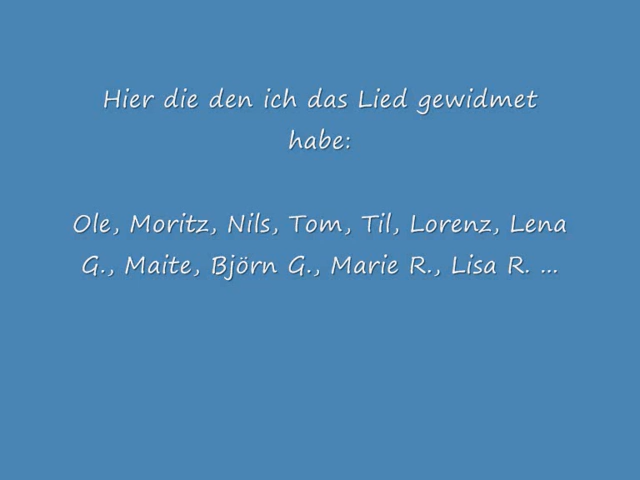 Hier die den ich das Lied gewidmet
habe:
Ole, Moritz, Nils, Tom, Til, Lorenz, Lena
G., Maite, Björn G., Marie R., Lisa R. ...